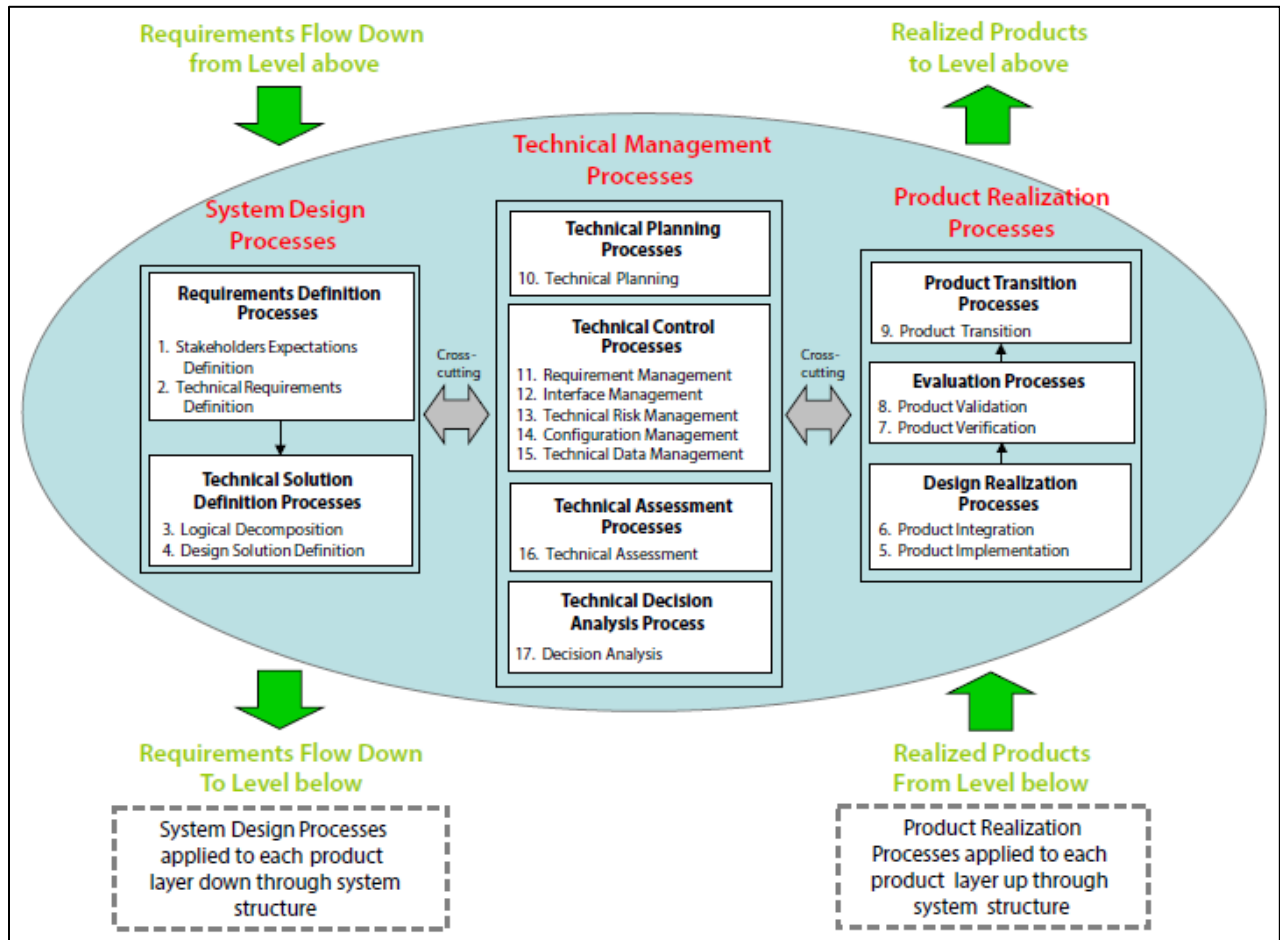 Requirements Flow Down
from Level above
Realized Products
to Level above
Technical Management
Processes
System Design
Processes
Product Realization
Processes
Requirements Definition
Processes
1. Stakeholders Expectations
Definition
2. Technical Requirements
Definition
Technical Solution
Definition Processes
3. Logical Decomposition
4. Design Solution Definition
Cross-
cutting
Technical Planning
Processes
10. Technical Planning
Technical Control
Processes
11. Requirement Management
12. Interface Management
13. Technical Risk Management
14. Configuration Management
15. Technical Data Management
Technical Assessment
Processes
16. Technical Assessment
Technical Decision
Analysis Process
17. Decision Analysis
Cross-
cutting
Product Transition
Processes
9. Product Transition
Evaluation Processes
8. Product Validation
7. Product Verification
Design Realization
Processes
6. Product Integration
5. Product Implementation
Requirements Flow Down
To Level below
System Design Processes
applied to each product
layer down through system
structure
Realized Products
From Level below
Product Realization
Processes applied to each
product layer up through
system structure